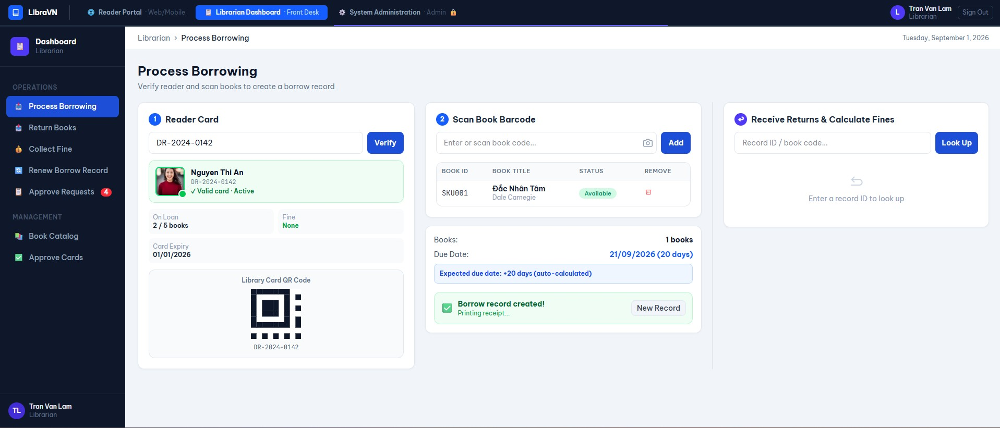 LibraVN
Reader Portal · Web/Mobile
Librarian Dashboard · Front Desk
System Administration · Admin
L
Tran Van Lam
Librarian
Sign Out
Dashboard
Librarian
OPERATIONS
Process Borrowing
Return Books
Collect Fine
Renew Borrow Record
Approve Requests 4
MANAGEMENT
Book Catalog
Approve Cards
TL
Tran Van Lam
Librarian
Librarian › Process Borrowing
Tuesday, September 1, 2026
Process Borrowing
Verify reader and scan books to create a borrow record
1 Reader Card
DR-2024-0142
Verify
Nguyen Thi An
DR-2024-0142
✓ Valid card · Active
On Loan
2 / 5 books
Fine
None
Card Expiry
01/01/2026
Library Card QR Code
DR-2024-0142
2 Scan Book Barcode
Enter or scan book code...
Add
BOOK ID BOOK TITLE STATUS REMOVE
SKU001
Đắc Nhân Tâm
Dale Carnegie
Available
Books: 1 books
Due Date: 21/09/2026 (20 days)
Expected due date: +20 days (auto-calculated)
Borrow record created!
Printing receipt...
New Record
Receive Returns & Calculate Fines
Record ID / book code...
Look Up
Enter a record ID to look up